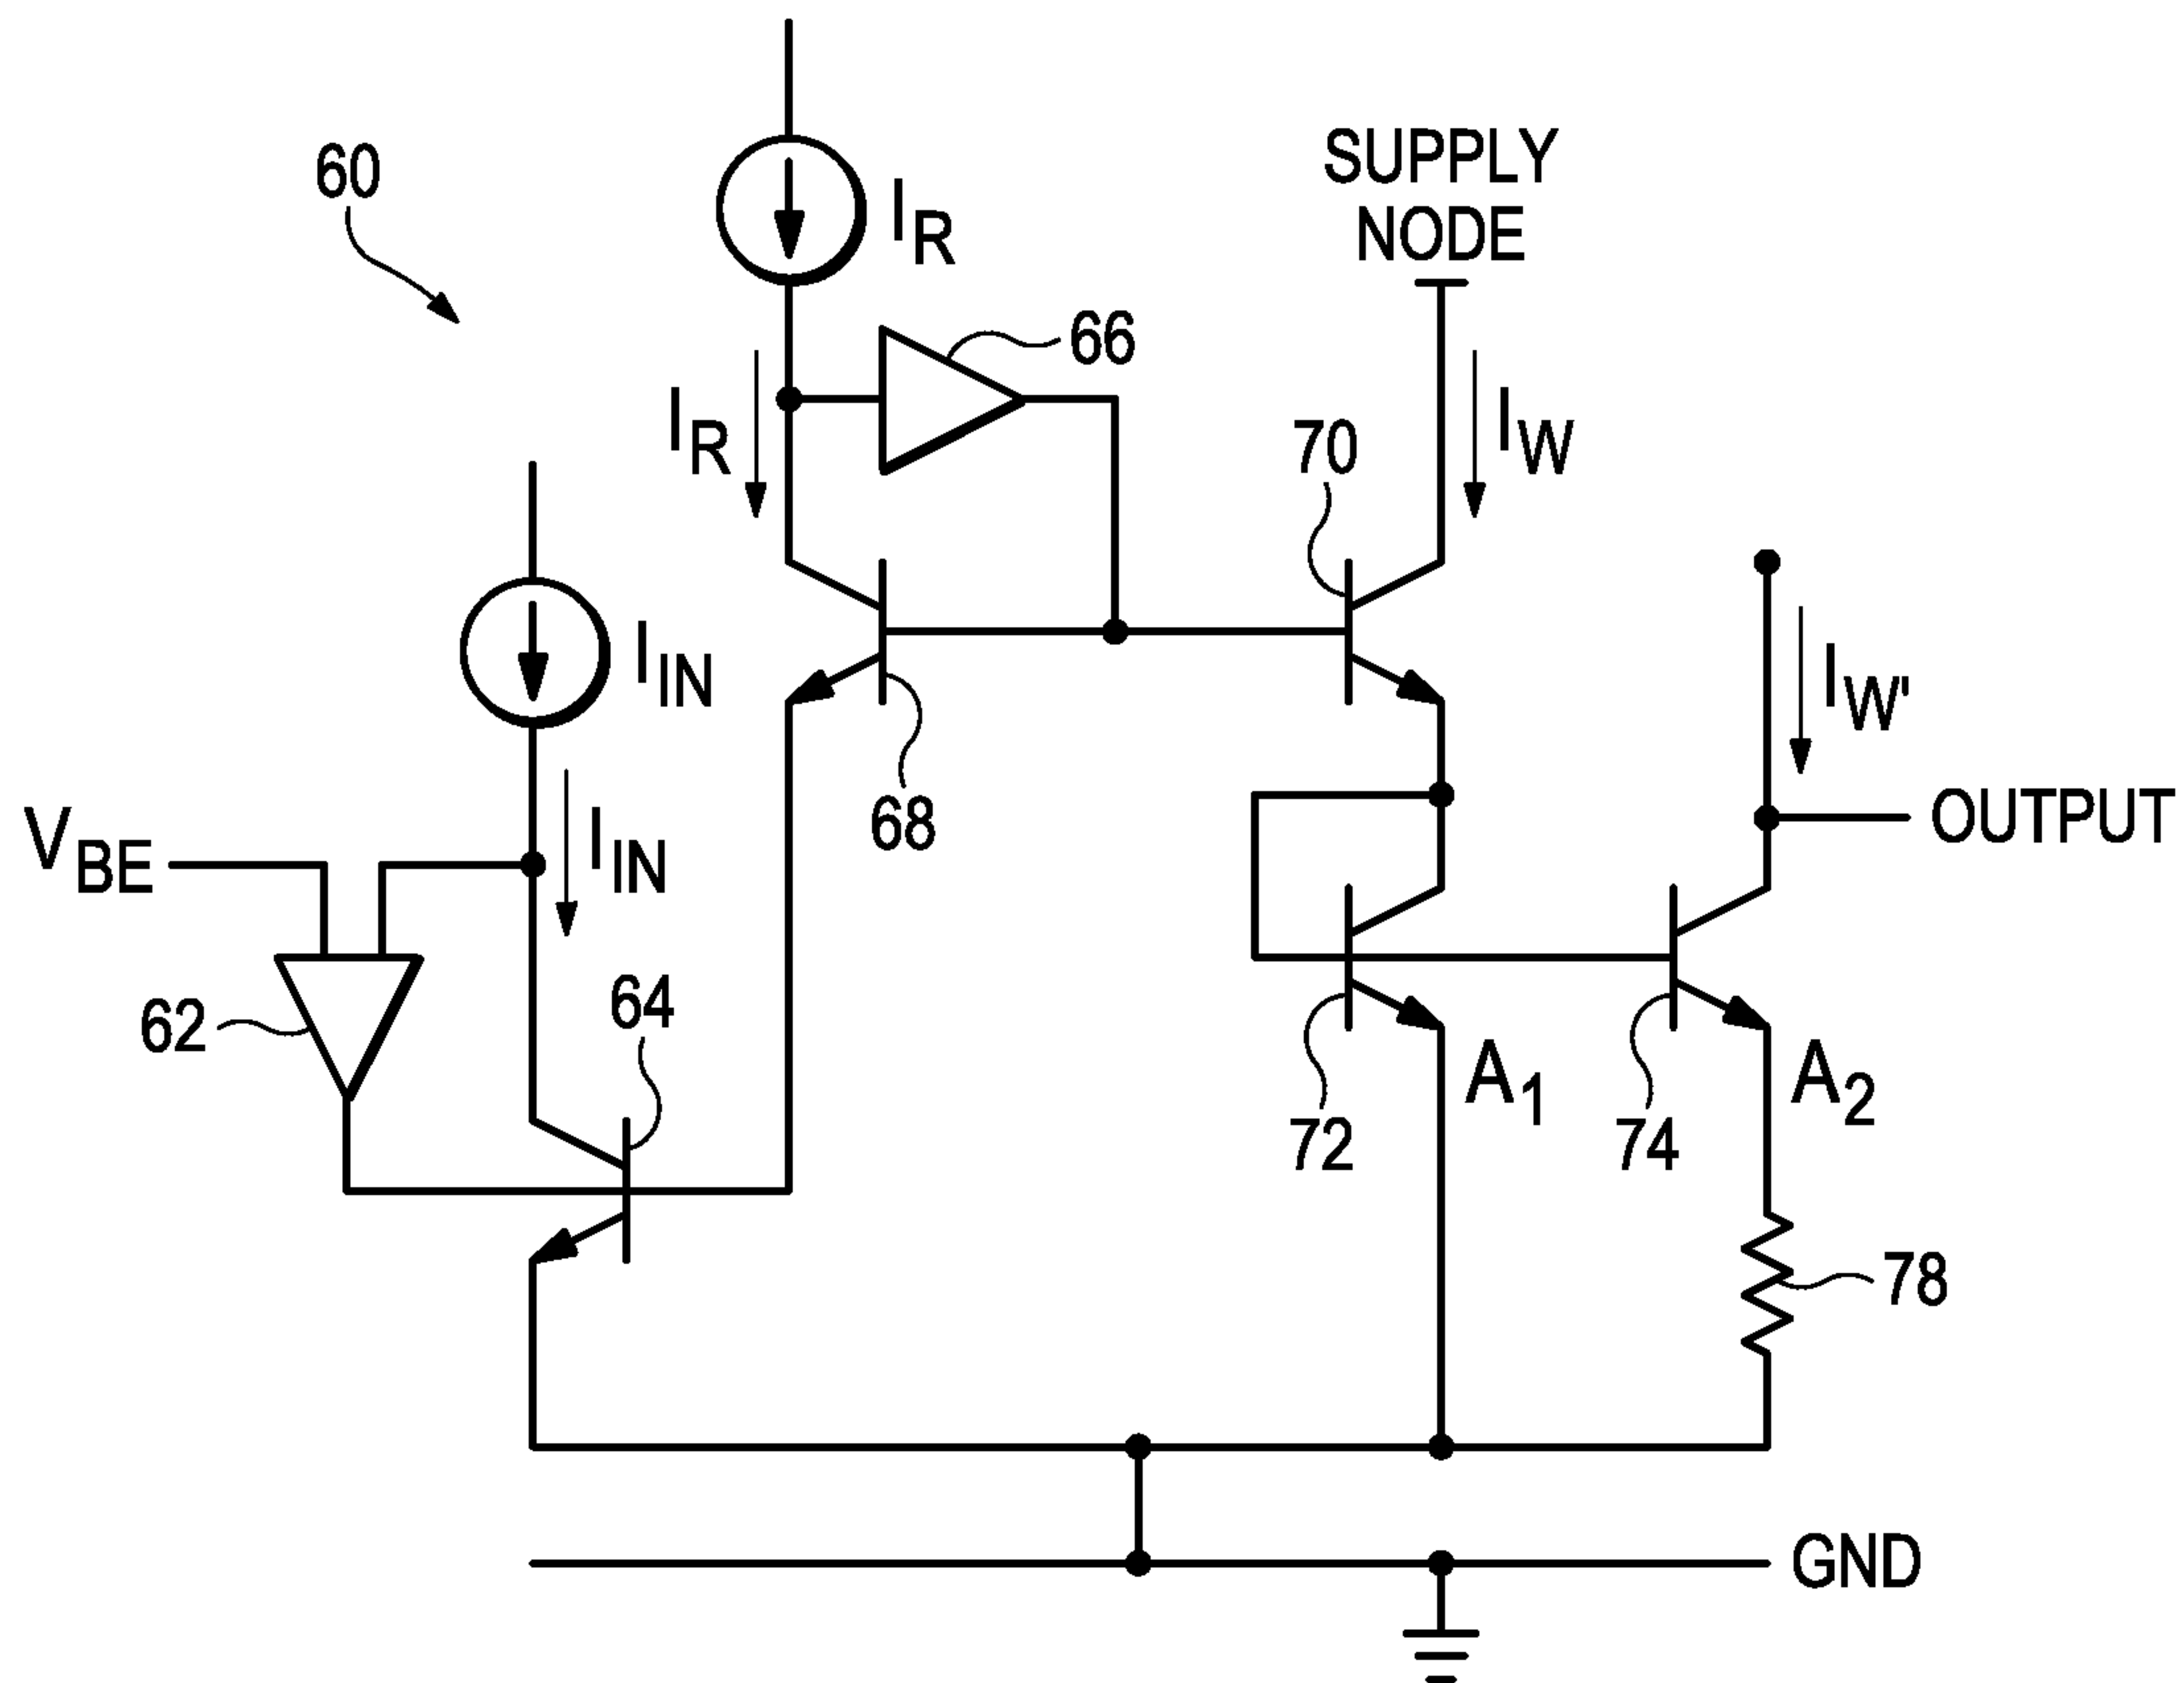 60
I_R
SUPPLY
NODE
66
I_R
70
I_W
I_IN
I_W'
68
V_BE
I_IN
OUTPUT
62
64
A_1
A_2
72
74
78
GND